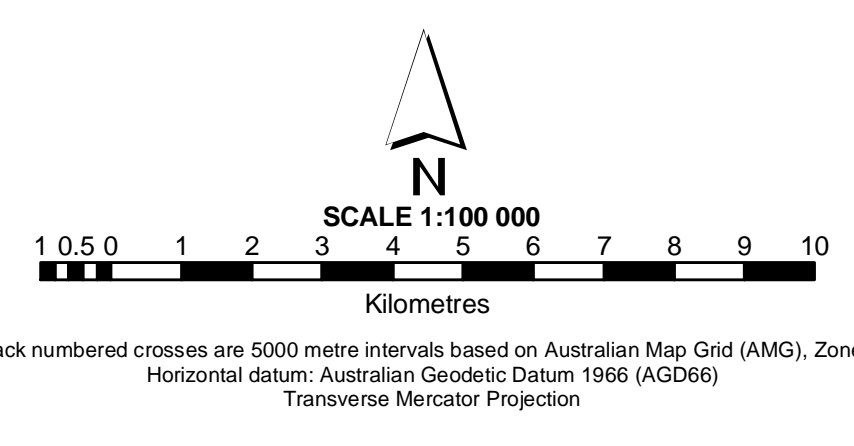 N
SCALE 1:100 000
1 0.5 0 1 2 3 4 5 6 7 8 9 10
Kilometres
numbered crosses are 5000 metre intervals based on Australian Map Grid (AMG),
Horizontal datum: Australian Geodetic Datum 1966 (AGD66)
Transverse Mercator Projection